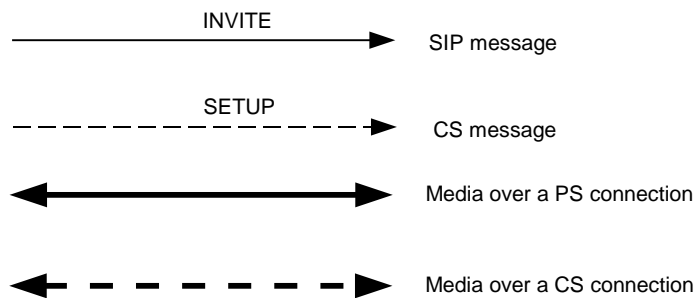 INVITE
SIP message
SETUP
CS message
Media over a PS connection
Media over a CS connection